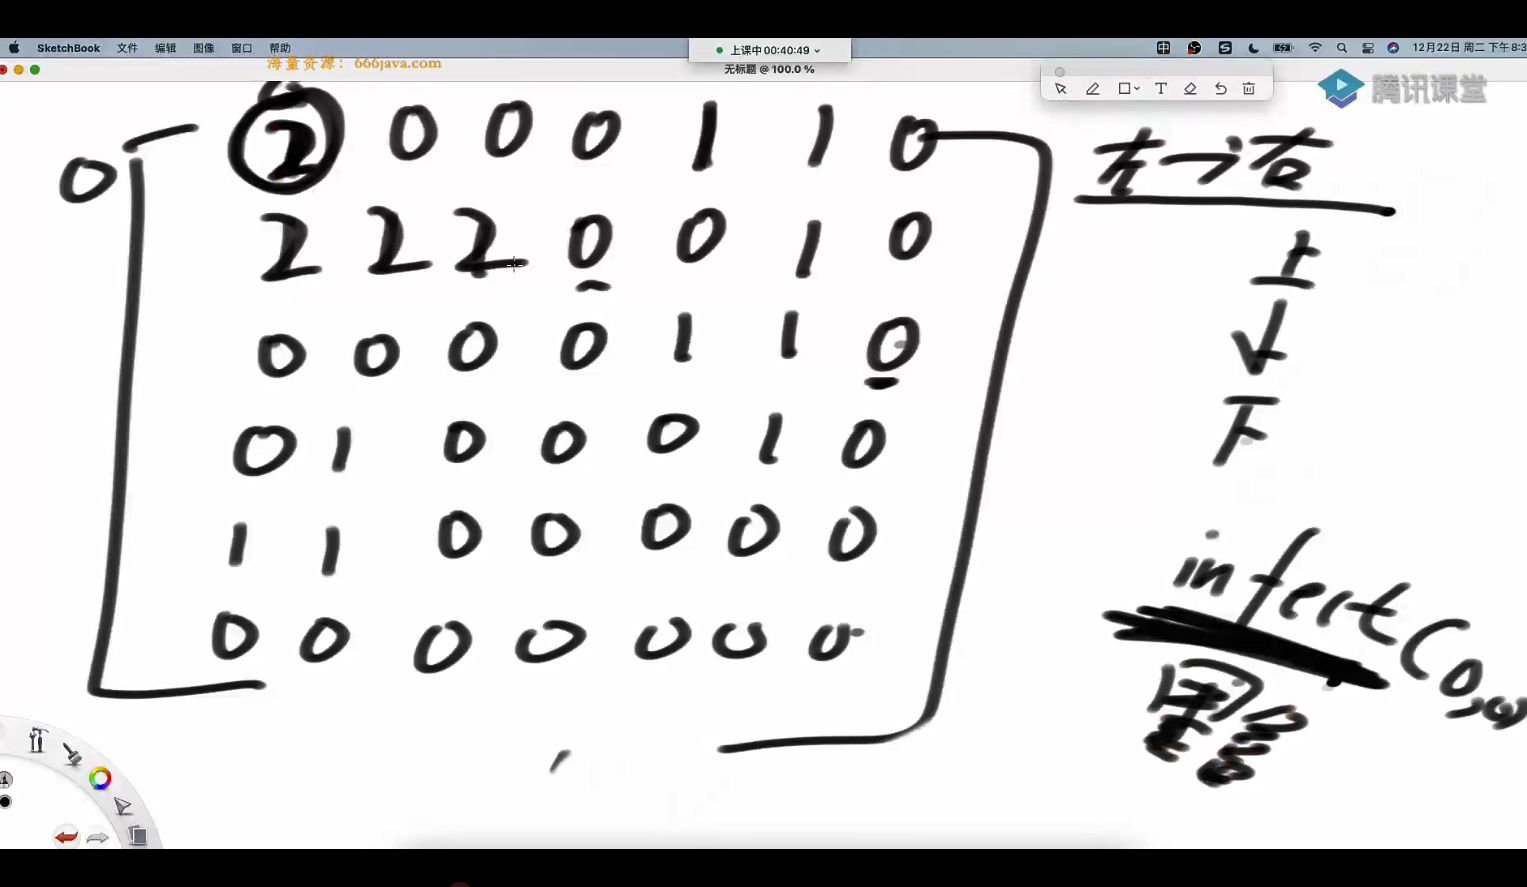 SketchBook 文件 编辑 图像 窗口 帮助
上课中 00:40:49
12月22日 周二 下午8:3
海量资源：666java.com
无标题 @ 100.0 %
腾讯课堂
2 0 0 0 1 1 0
0
2 2 2 0 0 1 0
0 0 0 0 1 1 0
0 1 0 0 0 1 0
1 1 0 0 0 0 0
0 0 0 0 0 0 0
左→右
上
↓
下
infect(0,0)